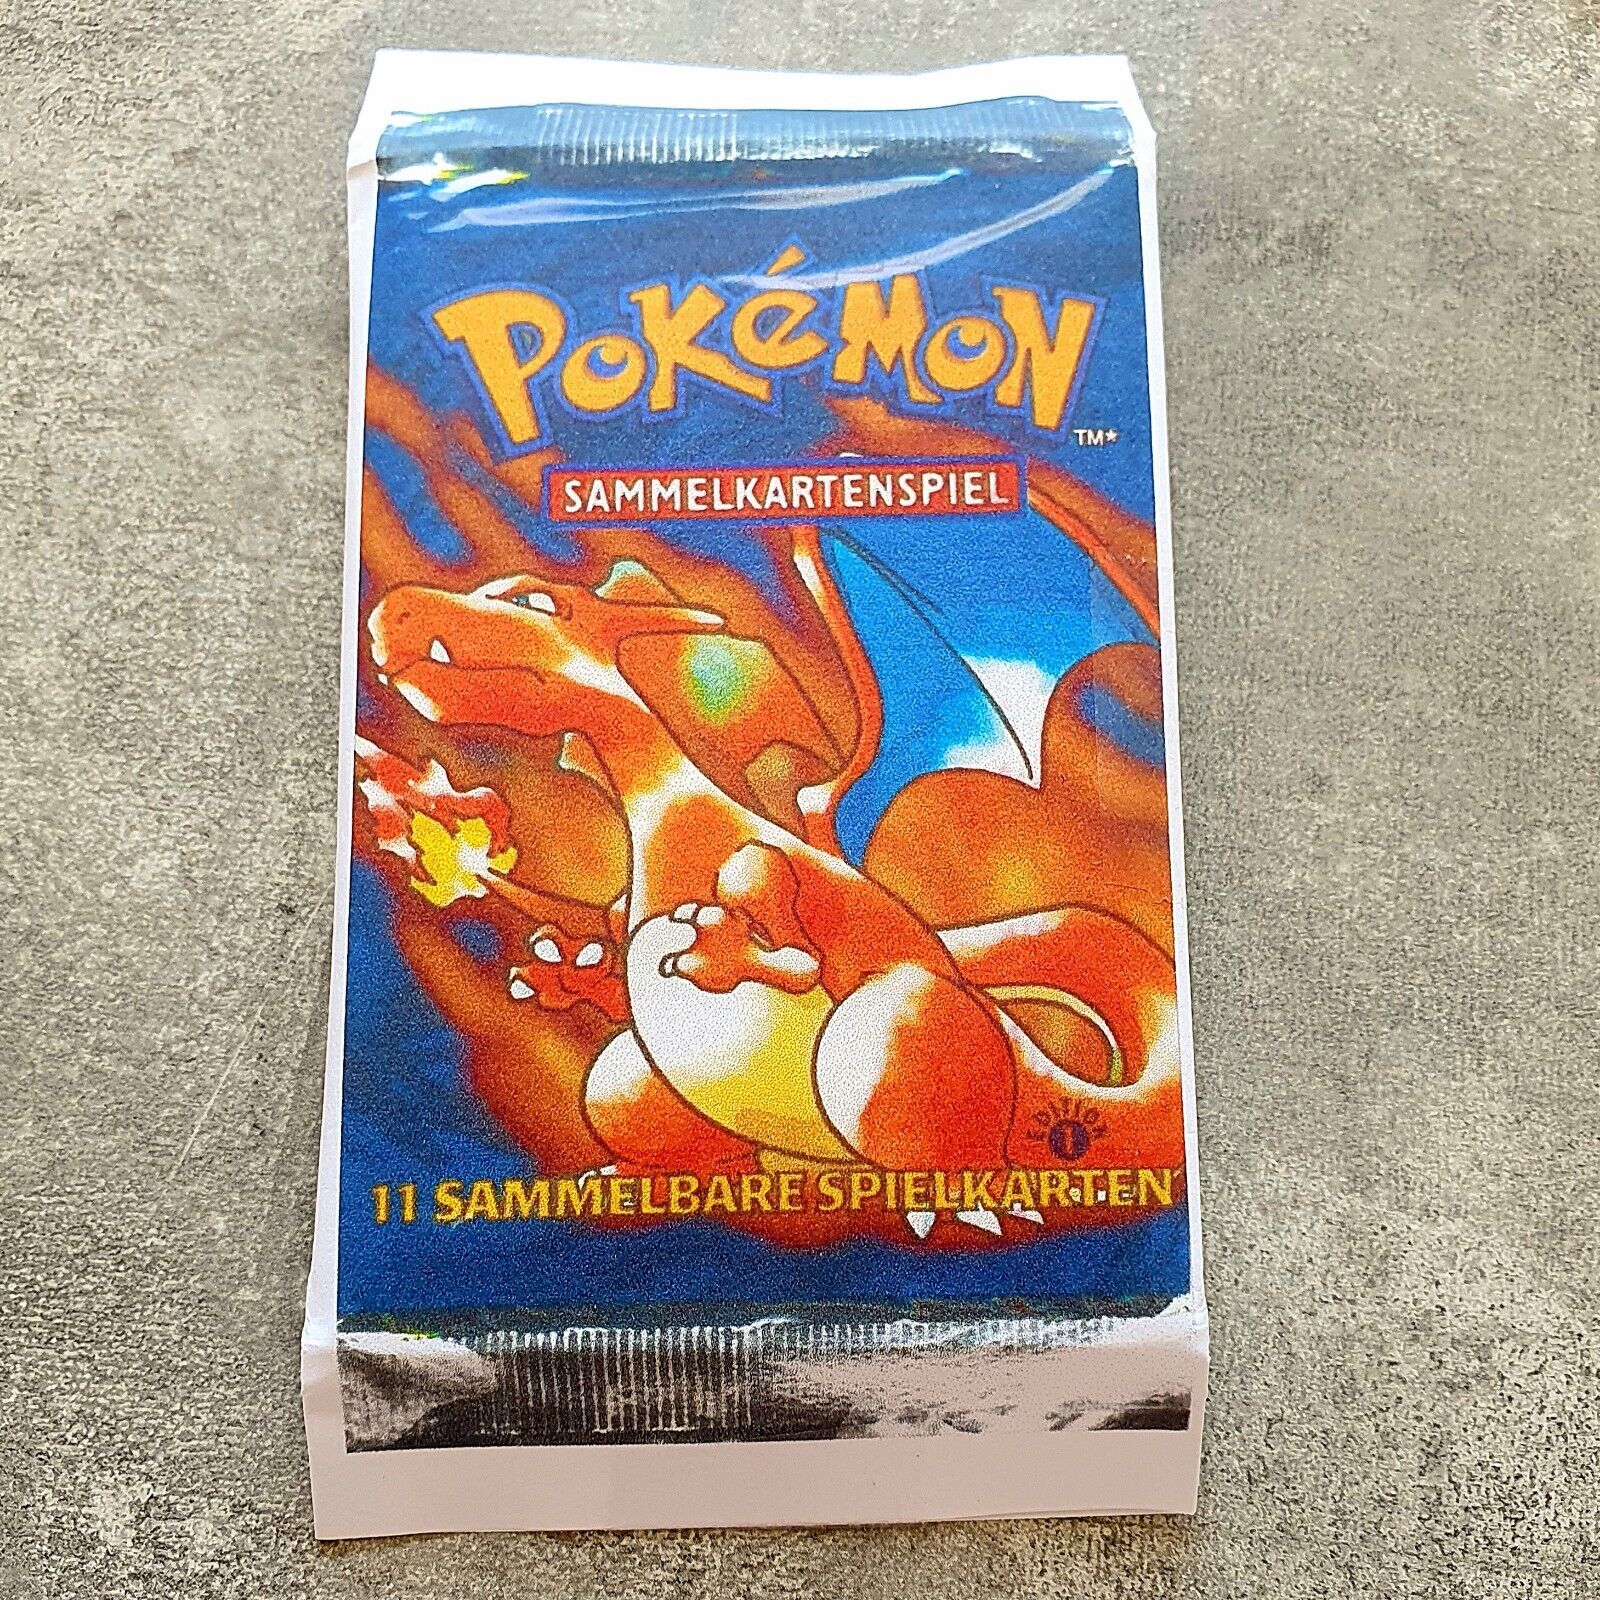 POKéMON
TM*
SAMMELKARTENSPIEL
EDITION
1
11 SAMMELBARE SPIELKARTEN